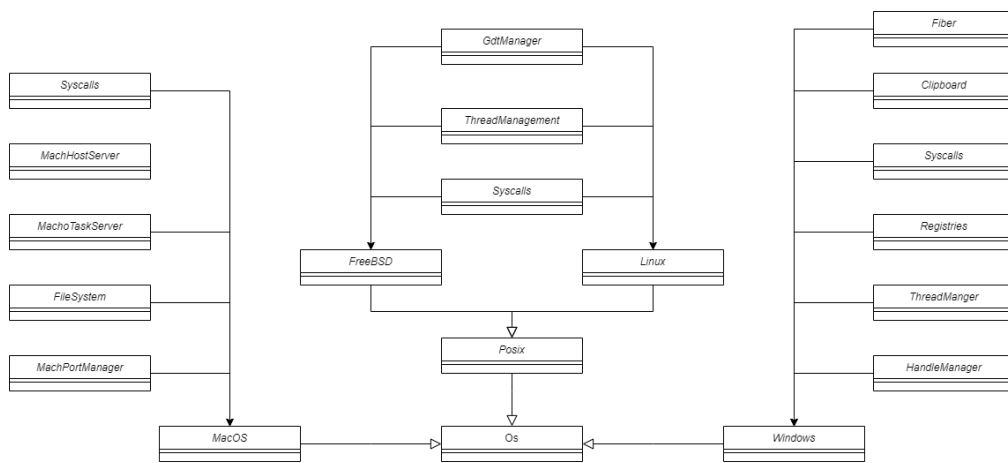 Fiber
GdtManager
Syscalls
Clipboard
ThreadManagement
MachHostServer
Syscalls
Syscalls
MachoTaskServer
Registries
FreeBSD
Linux
FileSystem
ThreadManger
Posix
MachPortManager
HandleManager
MacOS
Os
Windows